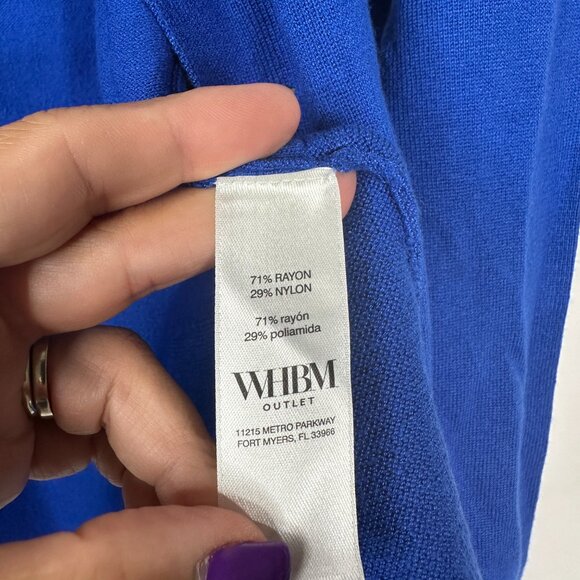 71% RAYON
29% NYLON
71% rayón
29% poliamida
WHBM
OUTLET
11215 METRO PARKWAY
FORT MYERS, FL 33966